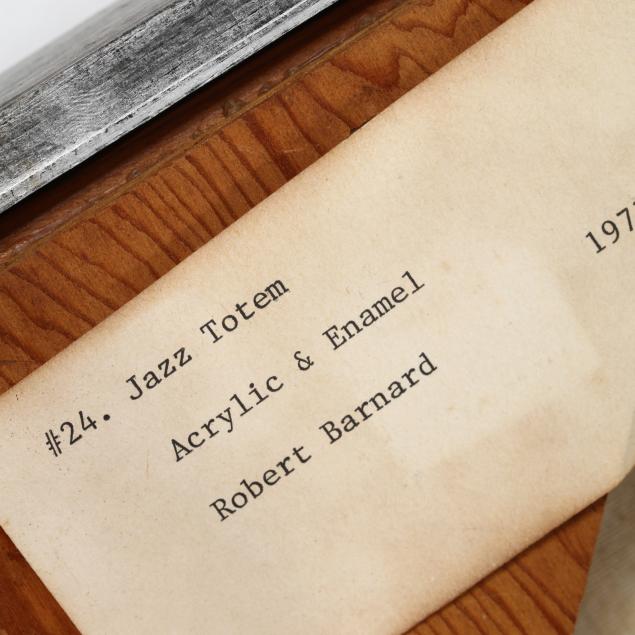 #24. Jazz Totem
Acrylic & Enamel
Robert Barnard